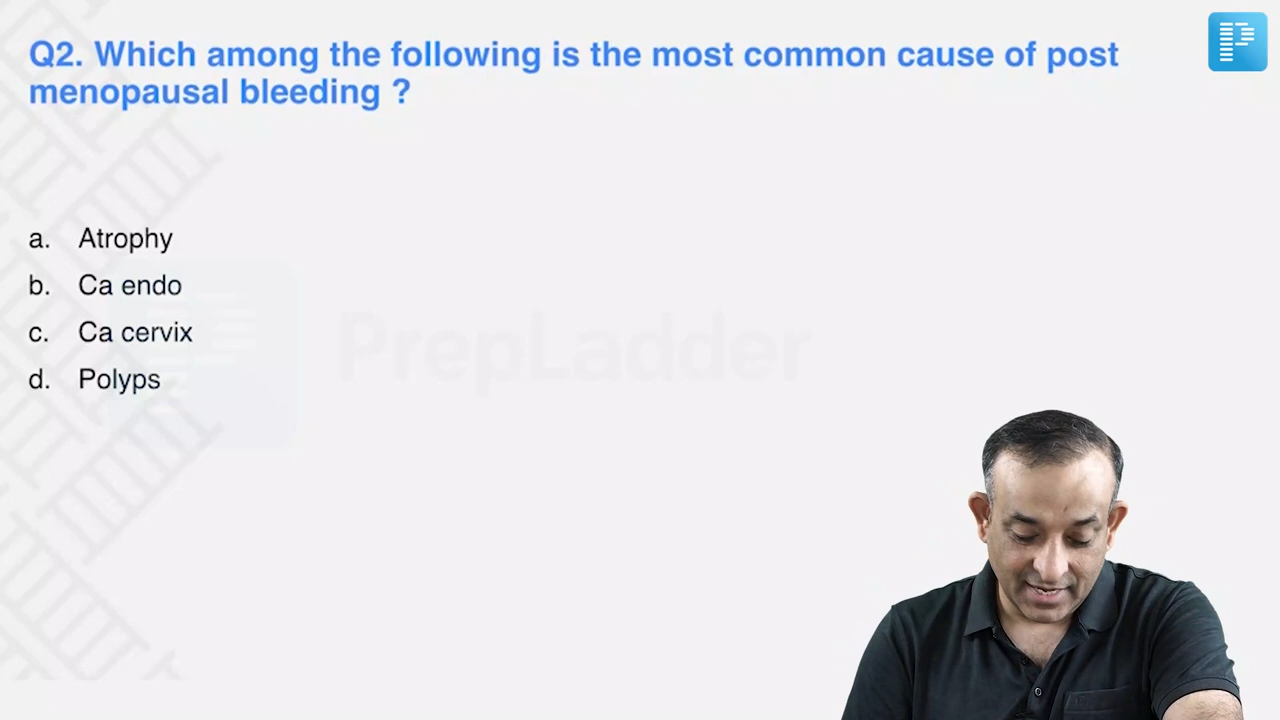 Q2. Which among the following is the most common cause of post
menopausal bleeding ?
a. Atrophy
b. Ca endo
c. Ca cervix
d. Polyps
PrepLadder